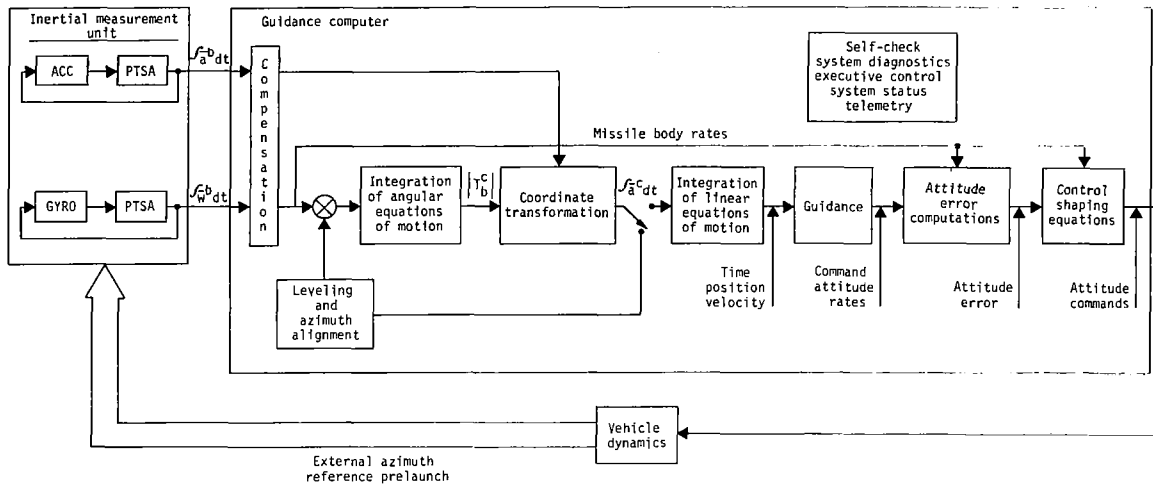 Inertial measurement
unit
ACC
PTSA
GYRO
PTSA
∫a̅ᵇdt
∫w̅ᵇdt
Guidance computer
Compensation
Self-check
system diagnostics
executive control
system status
telemetry
Missile body rates
Integration
of angular
equations
of motion
|T_b^c|
Coordinate
transformation
∫a̅ᶜdt
Integration
of linear
equations
of motion
Guidance
Attitude
error
computations
Control
shaping
equations
Leveling
and
azimuth
alignment
Time
position
velocity
Command
attitude
rates
Attitude
error
Attitude
commands
Vehicle
dynamics
External azimuth
reference prelaunch